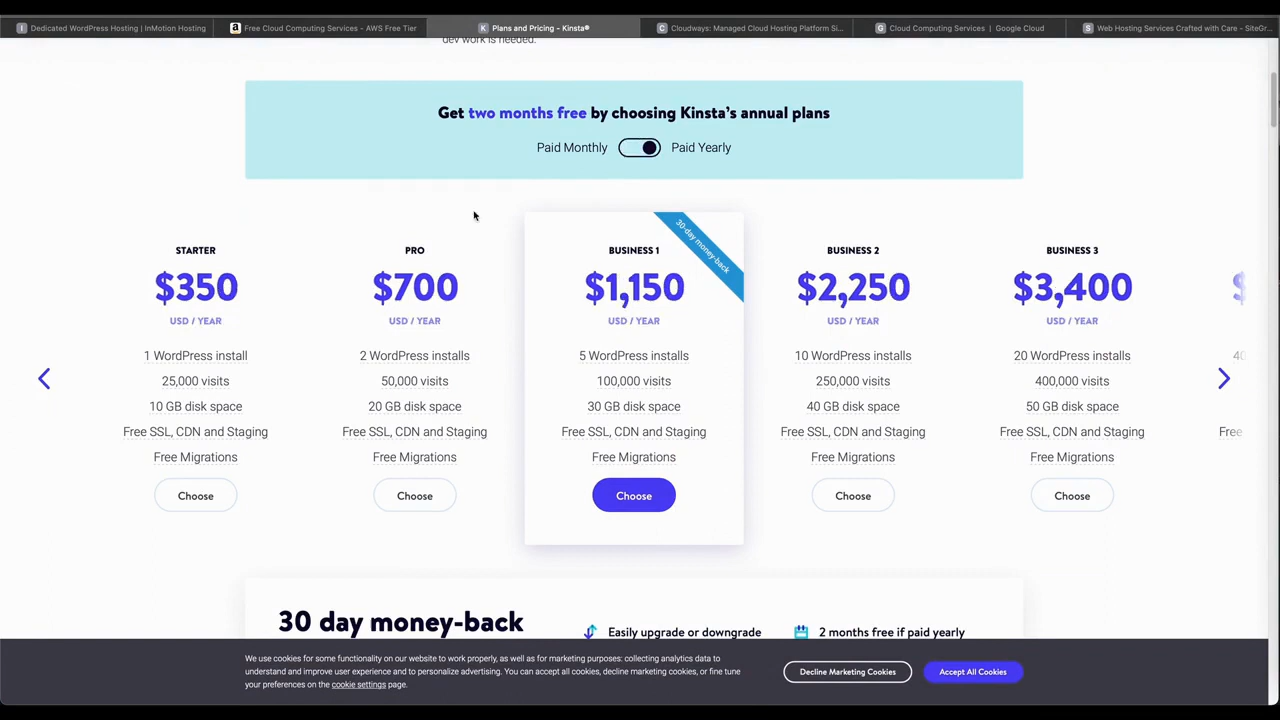 Dedicated WordPress Hosting | InMotion Hosting
Free Cloud Computing Services - AWS Free Tier
Plans and Pricing - Kinsta®
Cloudways: Managed Cloud Hosting Platform Si...
Cloud Computing Services | Google Cloud
Web Hosting Services Crafted with Care - SiteGr...
dev work is needed.
Get two months free by choosing Kinsta's annual plans
Paid Monthly
Paid Yearly
STARTER
$350
USD / YEAR
1 WordPress install
25,000 visits
10 GB disk space
Free SSL, CDN and Staging
Free Migrations
Choose
PRO
$700
USD / YEAR
2 WordPress installs
50,000 visits
20 GB disk space
Free SSL, CDN and Staging
Free Migrations
Choose
30-day money-back
BUSINESS 1
$1,150
USD / YEAR
5 WordPress installs
100,000 visits
30 GB disk space
Free SSL, CDN and Staging
Free Migrations
Choose
BUSINESS 2
$2,250
USD / YEAR
10 WordPress installs
250,000 visits
40 GB disk space
Free SSL, CDN and Staging
Free Migrations
Choose
BUSINESS 3
$3,400
USD / YEAR
20 WordPress installs
400,000 visits
50 GB disk space
Free SSL, CDN and Staging
Free Migrations
Choose
$
40
Free
30 day money-back
Easily upgrade or downgrade
2 months free if paid yearly
We use cookies for some functionality on our website to work properly, as well as for marketing purposes: collecting analytics data to
understand and improve user experience and to personalize advertising. You can accept all cookies, decline marketing cookies, or fine tune
your preferences on the cookie settings page.
Decline Marketing Cookies
Accept All Cookies